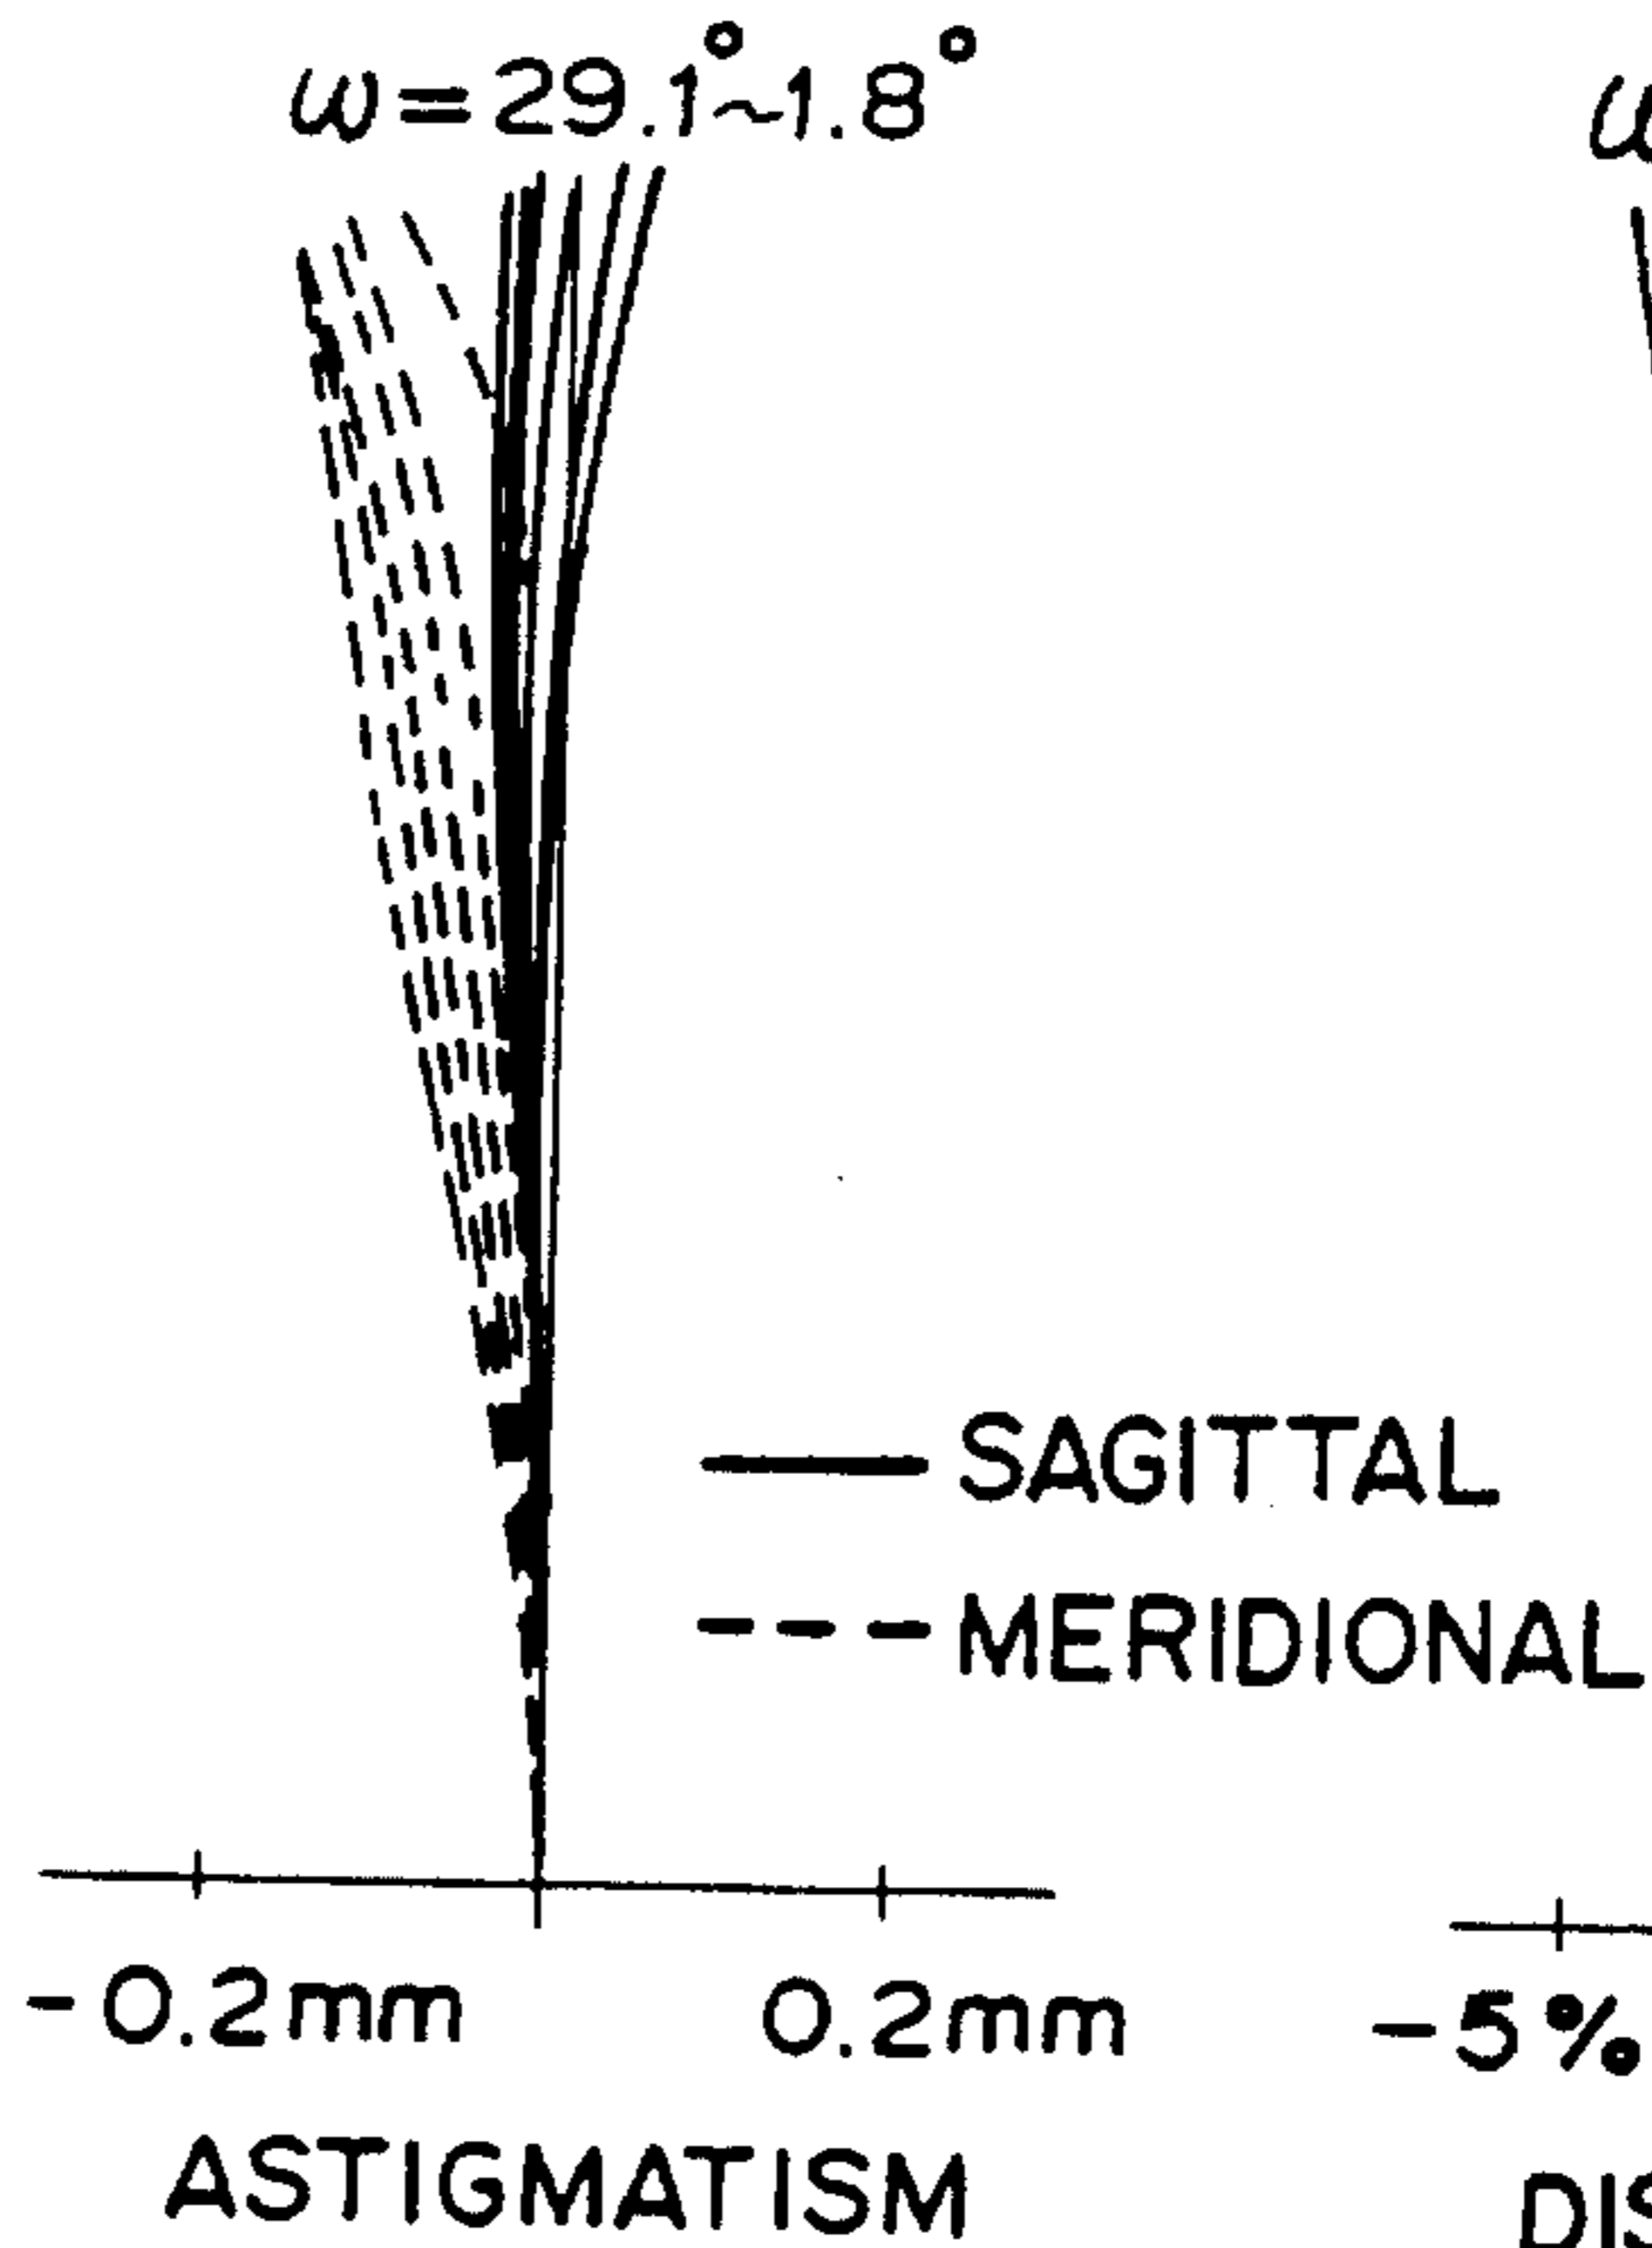 ω=29.1°~1.8°
SAGITTAL
MERIDIONAL
-0.2mm 0.2mm
-5%
ASTIGMATISM